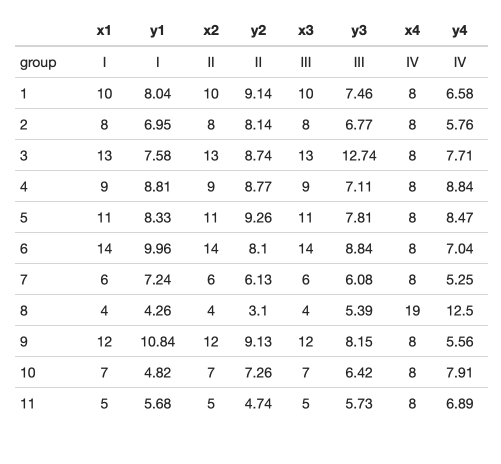 x1 y1 x2 y2 x3 y3 x4 y4
group I I II II III III IV IV
1 10 8.04 10 9.14 10 7.46 8 6.58
2 8 6.95 8 8.14 8 6.77 8 5.76
3 13 7.58 13 8.74 13 12.74 8 7.71
4 9 8.81 9 8.77 9 7.11 8 8.84
5 11 8.33 11 9.26 11 7.81 8 8.47
6 14 9.96 14 8.1 14 8.84 8 7.04
7 6 7.24 6 6.13 6 6.08 8 5.25
8 4 4.26 4 3.1 4 5.39 19 12.5
9 12 10.84 12 9.13 12 8.15 8 5.56
10 7 4.82 7 7.26 7 6.42 8 7.91
11 5 5.68 5 4.74 5 5.73 8 6.89